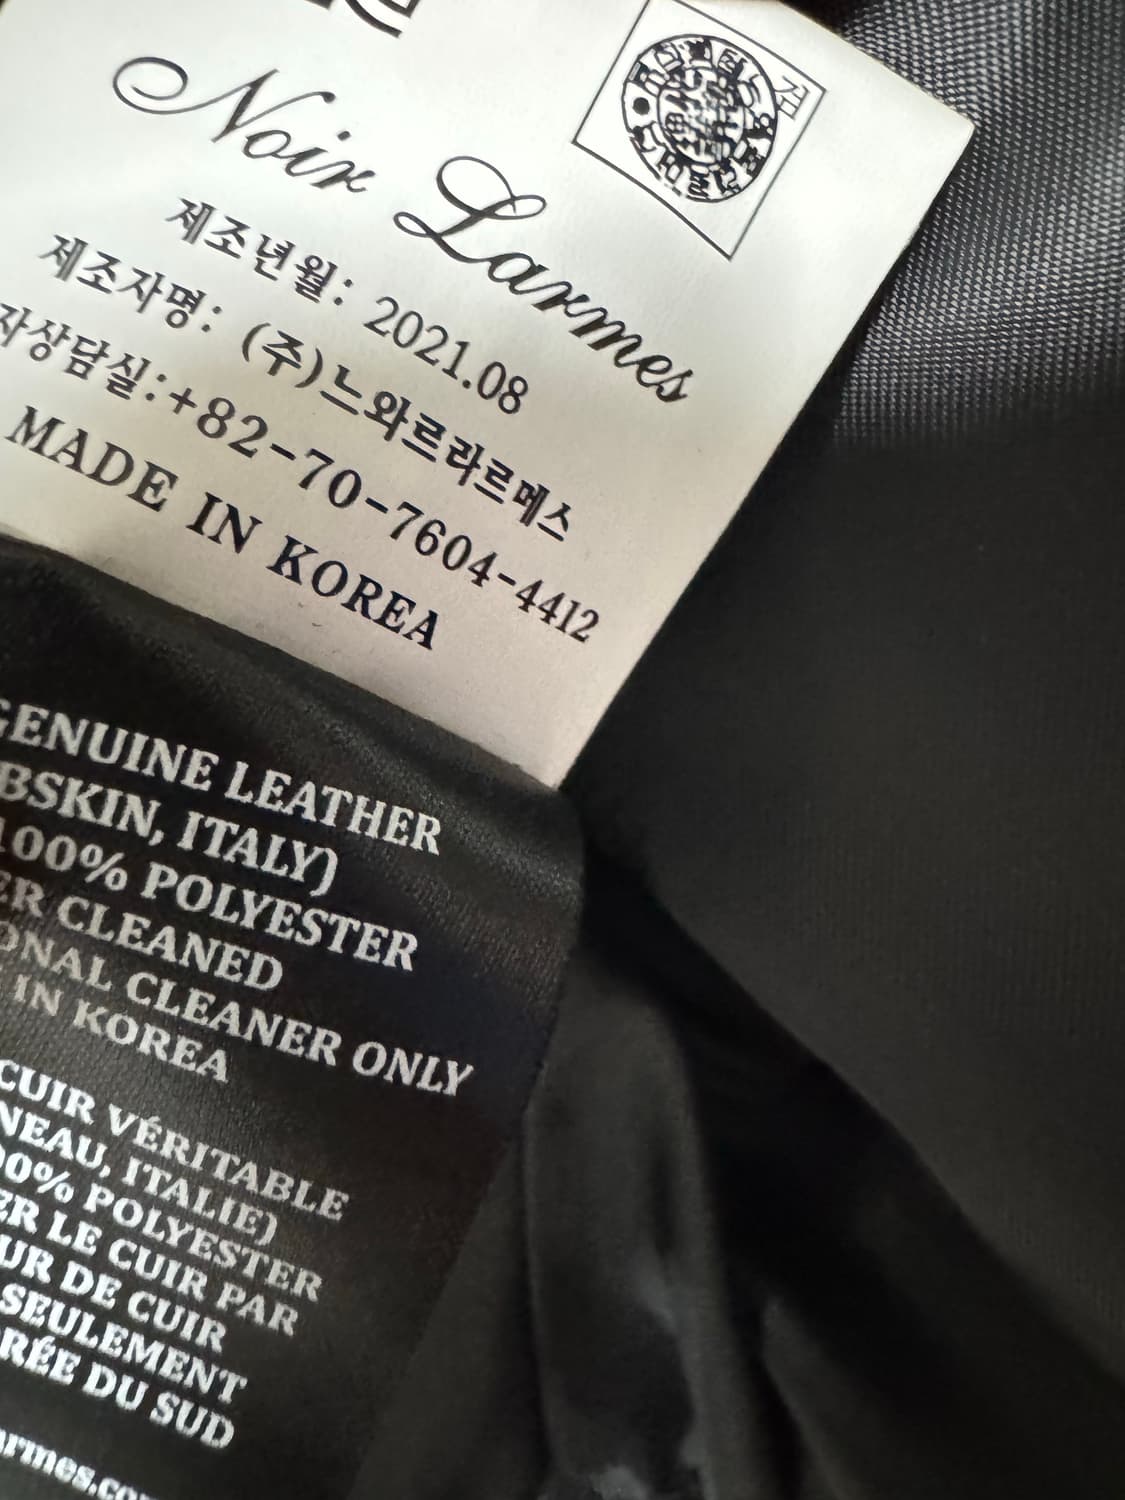 검
Noir Larmes
제조년월: 2021.08
제조자명: (주)느와르라르메스
자상담실:+82-70-7604-4412
MADE IN KOREA
GENUINE LEATHER
BSKIN, ITALY)
100% POLYESTER
ER CLEANED
ONAL CLEANER ONLY
IN KOREA
CUIR VÉRITABLE
NEAU, ITALIE)
00% POLYESTER
ER LE CUIR PAR
UR DE CUIR
SEULEMENT
RÉE DU SUD
armes.co